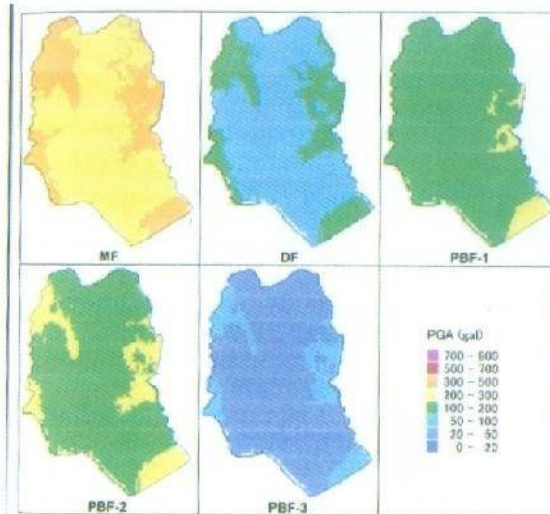 MF
DF
PBF-1
PBF-2
PBF-3
PGA (gal)
700 - 800
500 - 700
300 - 500
200 - 300
100 - 200
50 - 100
20 - 50
0 - 20